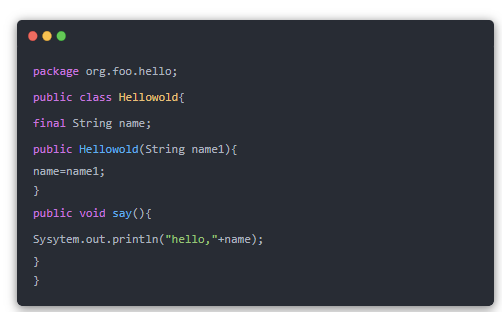 package org.foo.hello;
public class Hellowold{
final String name;
public Hellowold(String name1){
name=name1;
}
public void say(){
Sysytem.out.println("hello,"+name);
}
}